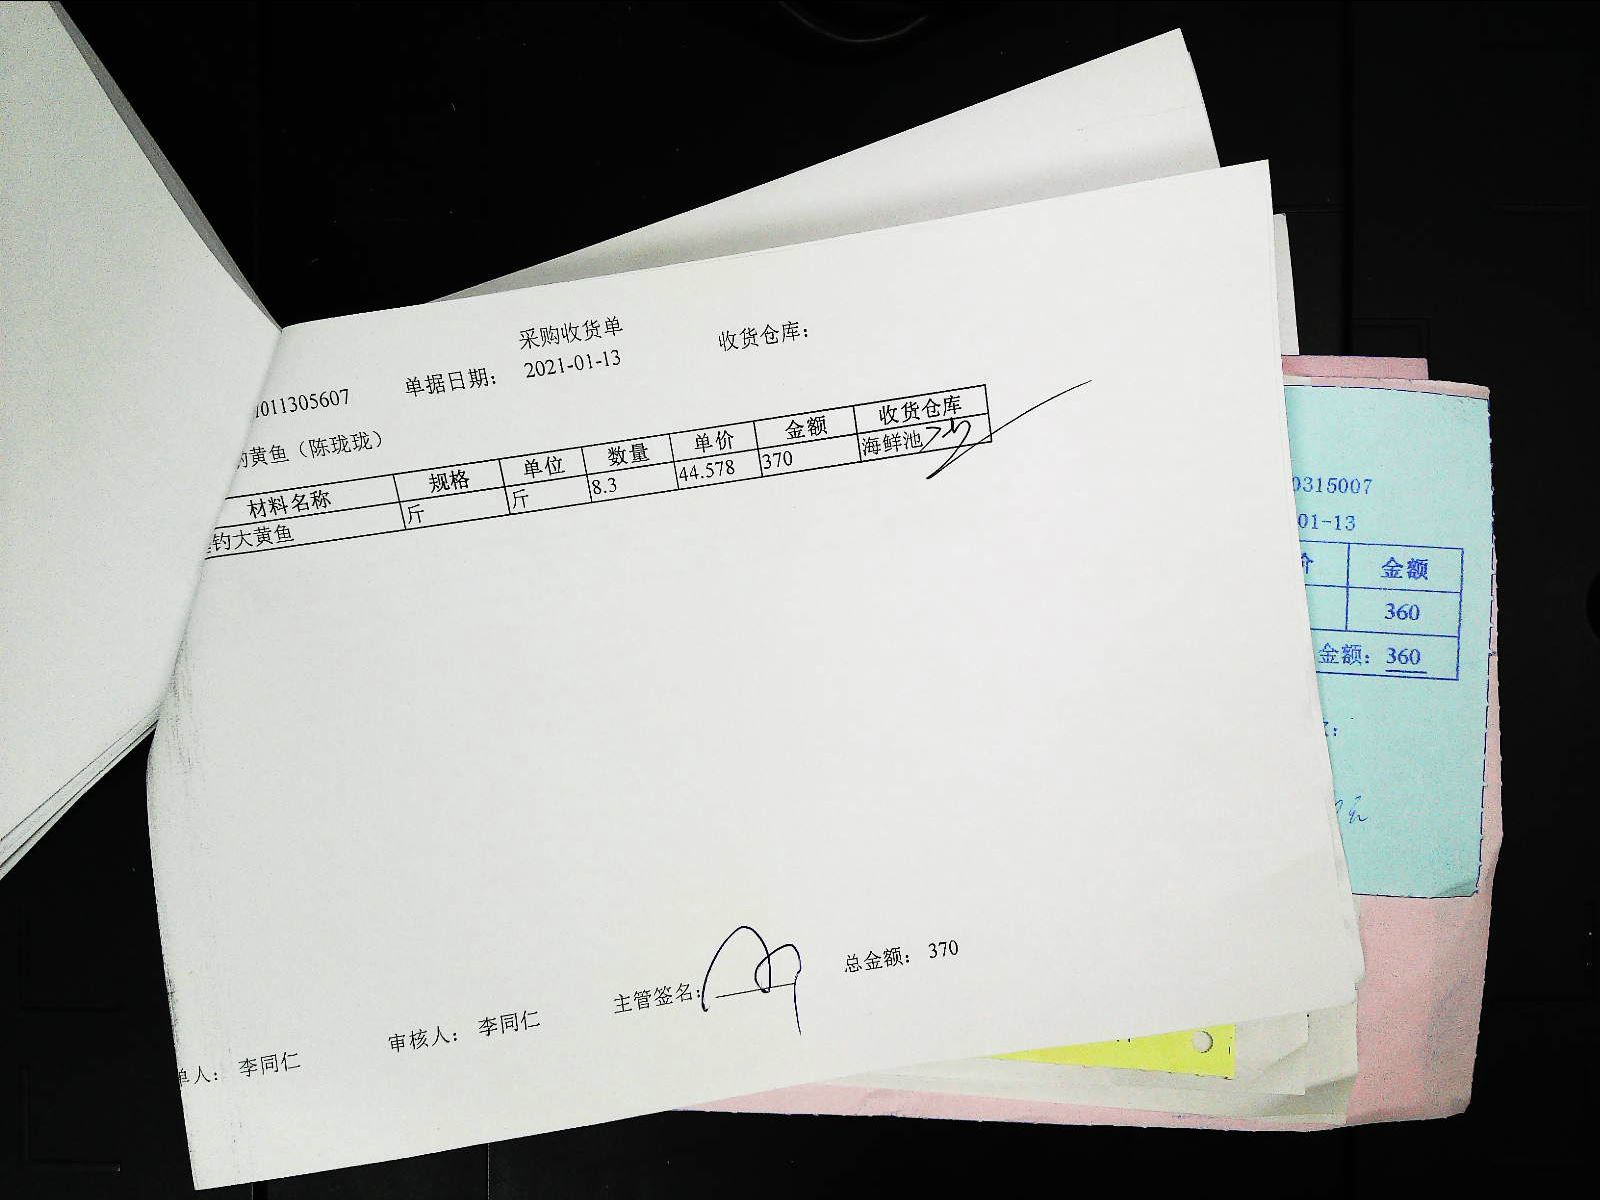 采购收货单
1011305607 单据日期： 2021-01-13 收货仓库：
钓黄鱼（陈珑珑）
材料名称 规格 单位 数量 单价 金额 收货仓库
钓大黄鱼 斤 斤 8.3 44.578 370 海鲜池
单人： 李同仁 审核人： 李同仁 主管签名： 总金额： 370
0315007
01-13
价 金额
360
金额： 360